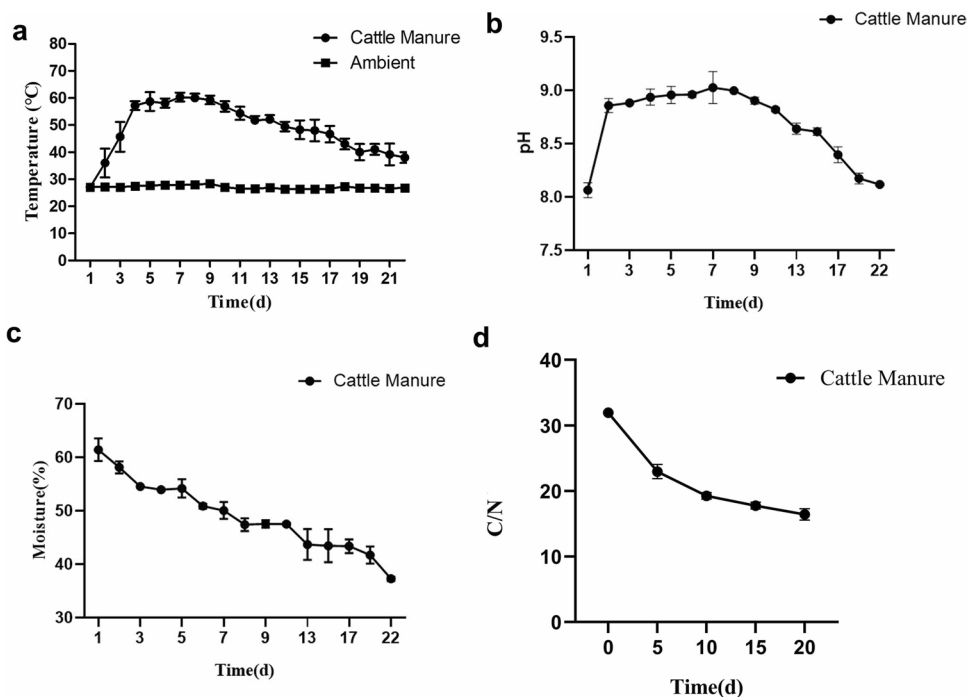 a
Cattle Manure
Ambient
Temperature (°C)
80
70
60
50
40
30
20
10
0
1 3 5 7 9 11 13 15 17 19 21
Time(d)
b
Cattle Manure
pH
9.5
9.0
8.5
8.0
7.5
1 3 5 7 9 13 17 22
Time(d)
c
Cattle Manure
Moisture(%)
70
60
50
40
30
1 3 5 7 9 13 17 22
Time(d)
d
Cattle Manure
C/N
40
30
20
10
0
0 5 10 15 20
Time(d)